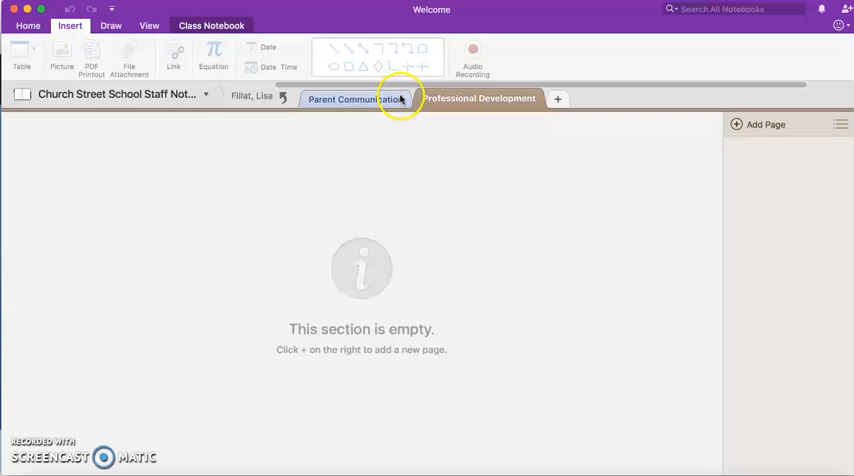 Welcome
Search All Notebooks
Home Insert Draw View Class Notebook
Table Picture PDF Printout File Attachment Link Equation Date Date Time Audio Recording
Church Street School Staff Not... Fillat, Lisa Parent Communication Professional Development +
Add Page
i
This section is empty.
Click + on the right to add a new page.
RECORDED WITH
SCREENCAST MATIC